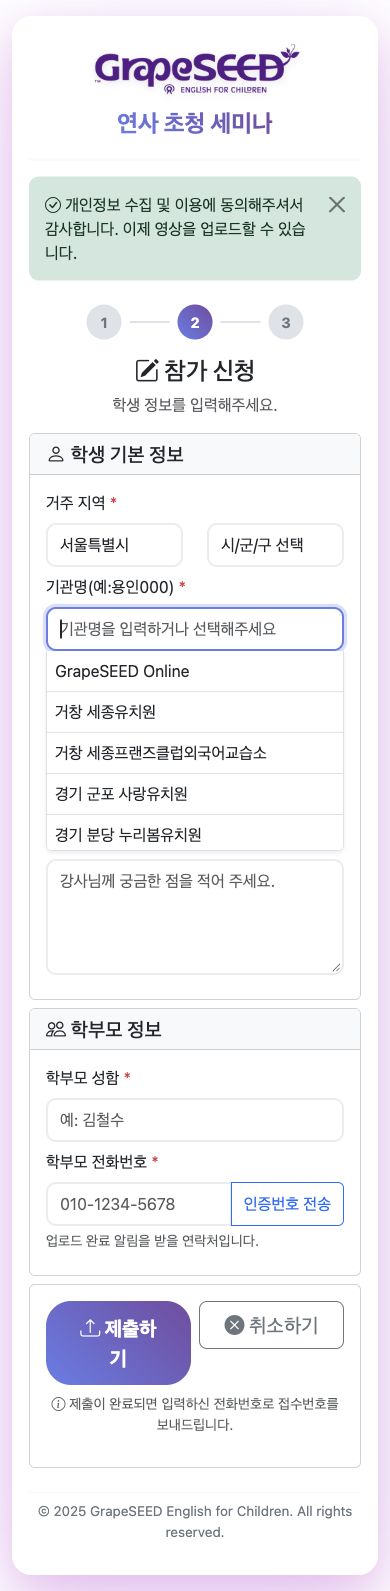 GrapeSEED
™
ENGLISH FOR CHILDREN
연사 초청 세미나
개인정보 수집 및 이용에 동의해주셔서
감사합니다. 이제 영상을 업로드할 수 있습
니다.
1 2 3
참가 신청
학생 정보를 입력해주세요.
학생 기본 정보
거주 지역 *
서울특별시 시/군/구 선택
기관명(예:용인000) *
기관명을 입력하거나 선택해주세요
GrapeSEED Online
거창 세종유치원
거창 세종프랜즈클럽외국어교습소
경기 군포 사랑유치원
경기 분당 누리봄유치원
강사님께 궁금한 점을 적어 주세요.
학부모 정보
학부모 성함 *
예: 김철수
학부모 전화번호 *
010-1234-5678 인증번호 전송
업로드 완료 알림을 받을 연락처입니다.
제출하
기
취소하기
제출이 완료되면 입력하신 전화번호로 접수번호를
보내드립니다.
© 2025 GrapeSEED English for Children. All rights
reserved.